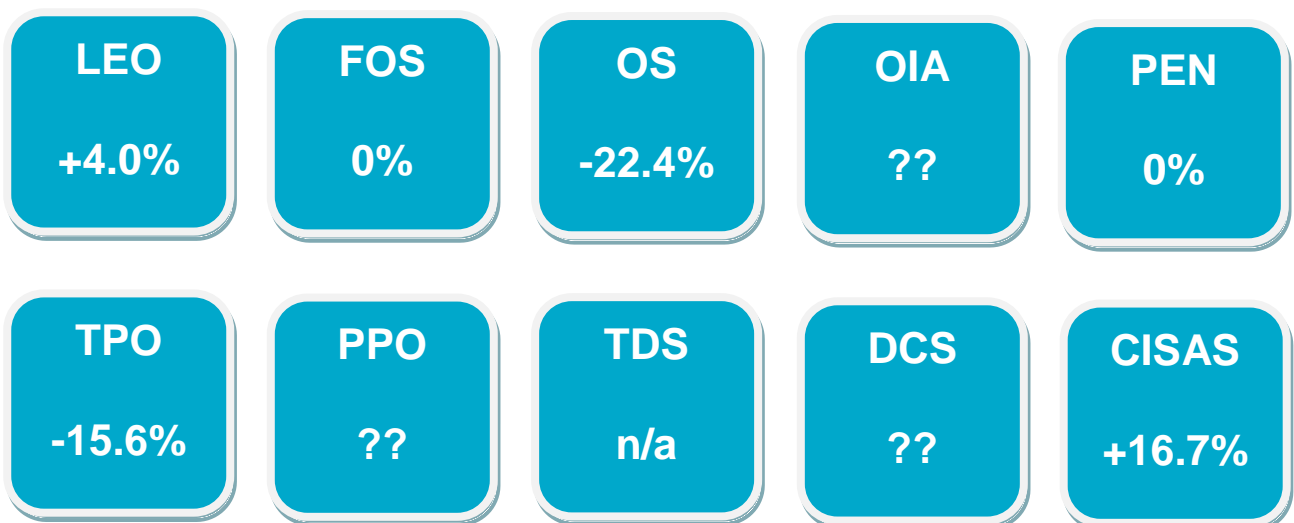 LEO
+4.0%
FOS
0%
OS
-22.4%
OIA
??
PEN
0%
TPO
-15.6%
PPO
??
TDS
n/a
DCS
??
CISAS
+16.7%